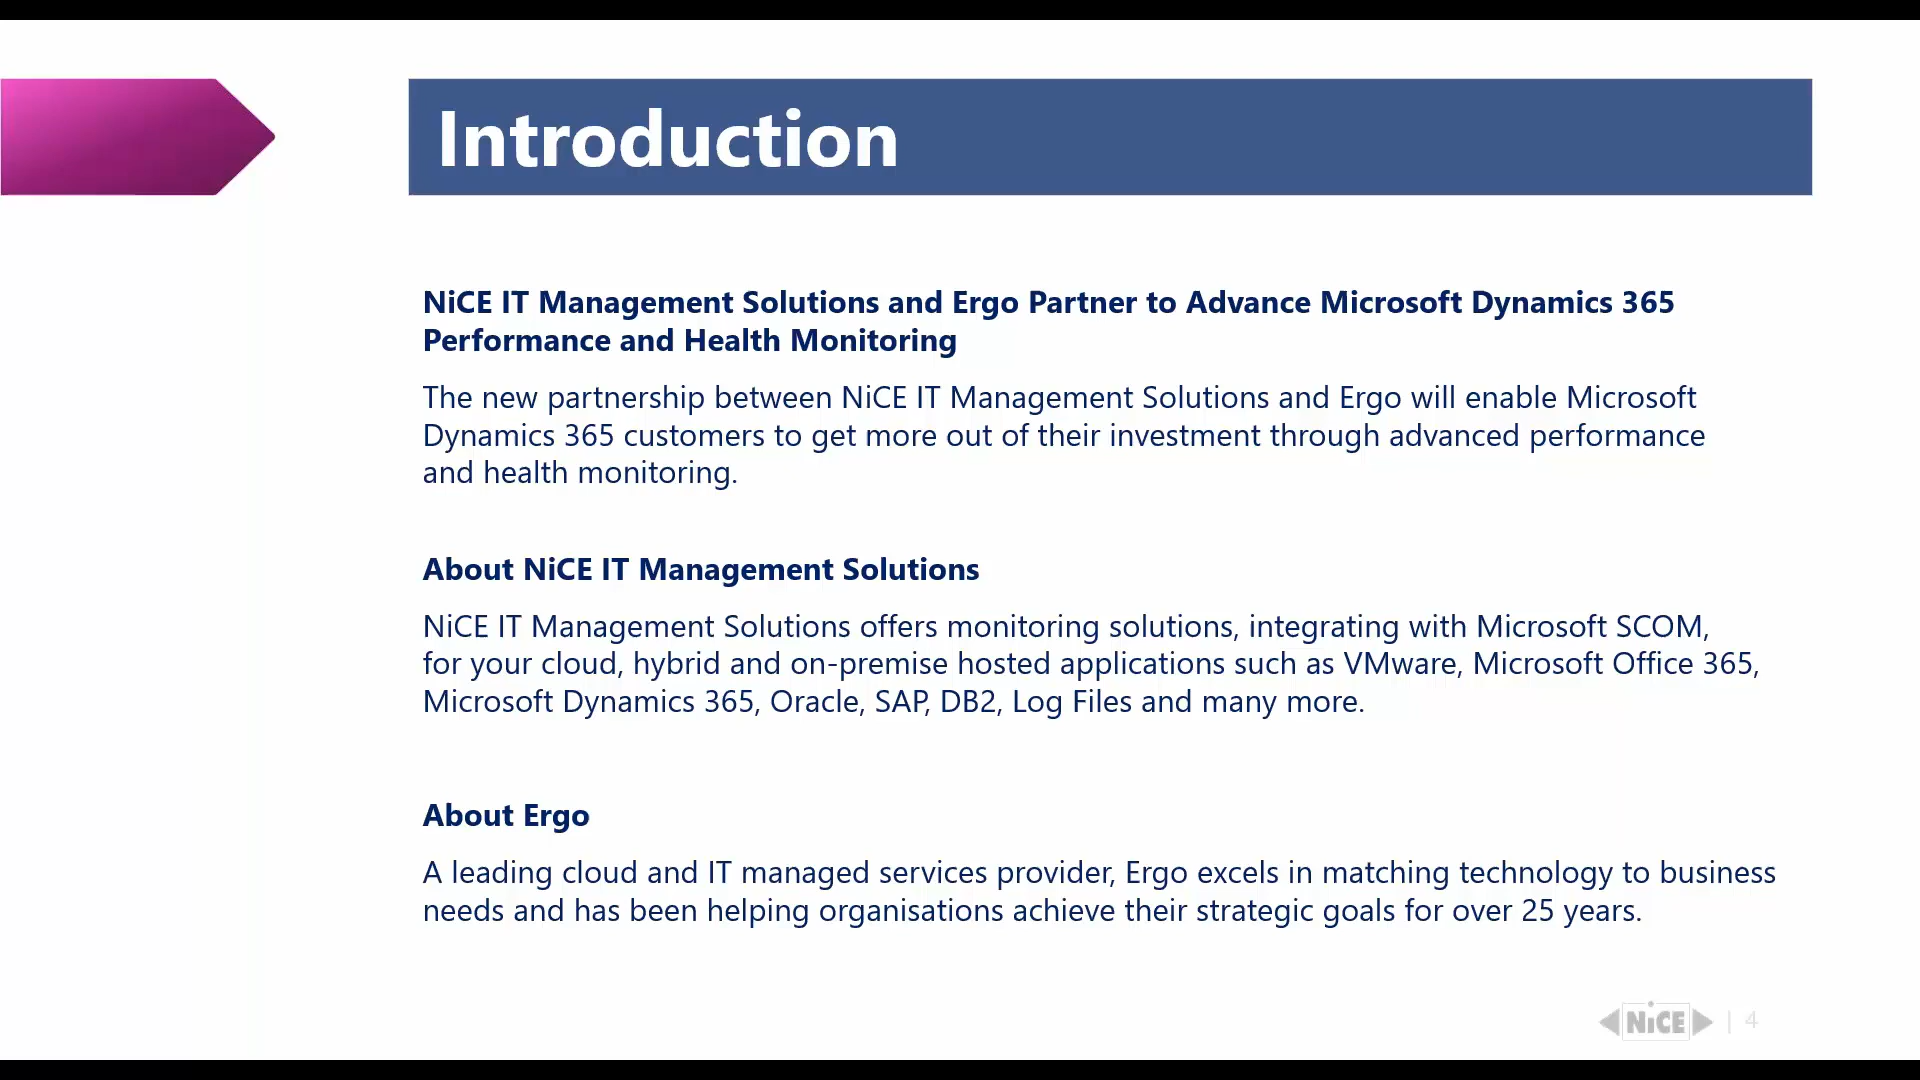 Introduction
NiCE IT Management Solutions and Ergo Partner to Advance Microsoft Dynamics 365
Performance and Health Monitoring
The new partnership between NiCE IT Management Solutions and Ergo will enable Microsoft
Dynamics 365 customers to get more out of their investment through advanced performance
and health monitoring.
About NiCE IT Management Solutions
NiCE IT Management Solutions offers monitoring solutions, integrating with Microsoft SCOM,
for your cloud, hybrid and on-premise hosted applications such as VMware, Microsoft Office 365,
Microsoft Dynamics 365, Oracle, SAP, DB2, Log Files and many more.
About Ergo
A leading cloud and IT managed services provider, Ergo excels in matching technology to business
needs and has been helping organisations achieve their strategic goals for over 25 years.
NiCE | 4